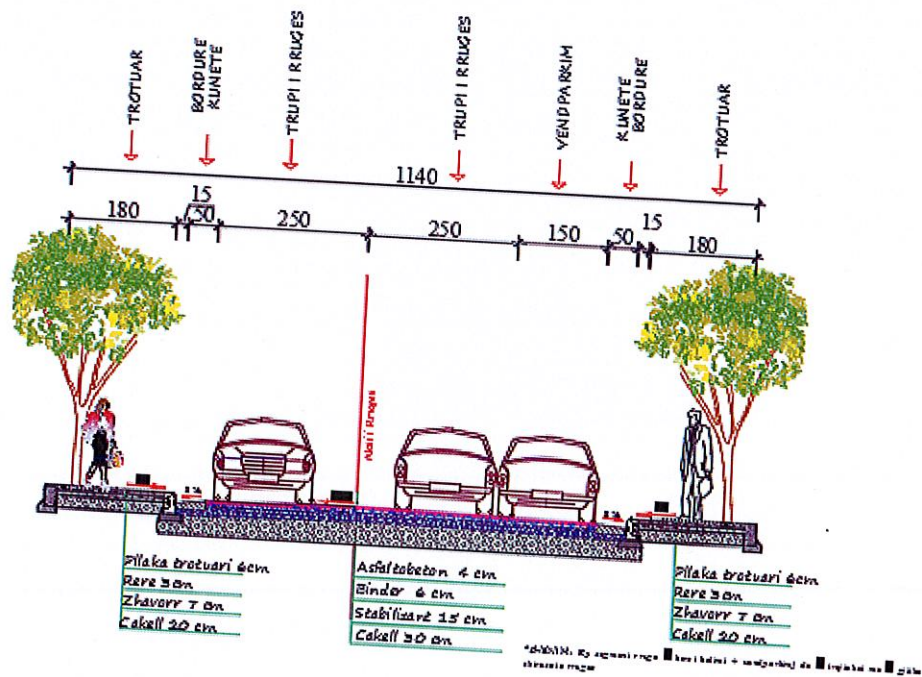 TROTUAR
BORDURE
KUNETE
TRUPI I RRUGES
TRUPI I RRUGES
VENDPARKIM
KUNETE
BORDURE
TROTUAR
1140
180
15
50
250
250
150
50
15
180
Aksi i Rruges
Pllaka trotuari 6cm
Rere 3cm
Zhavorr 7 cm
Cakell 20 cm
Asfaltobeton 4 cm
Binder 6 cm
Stabilizant 15 cm
Cakell 30 cm
Pllaka trotuari 6cm
Rere 3cm
Zhavorr 7 cm
Cakell 20 cm